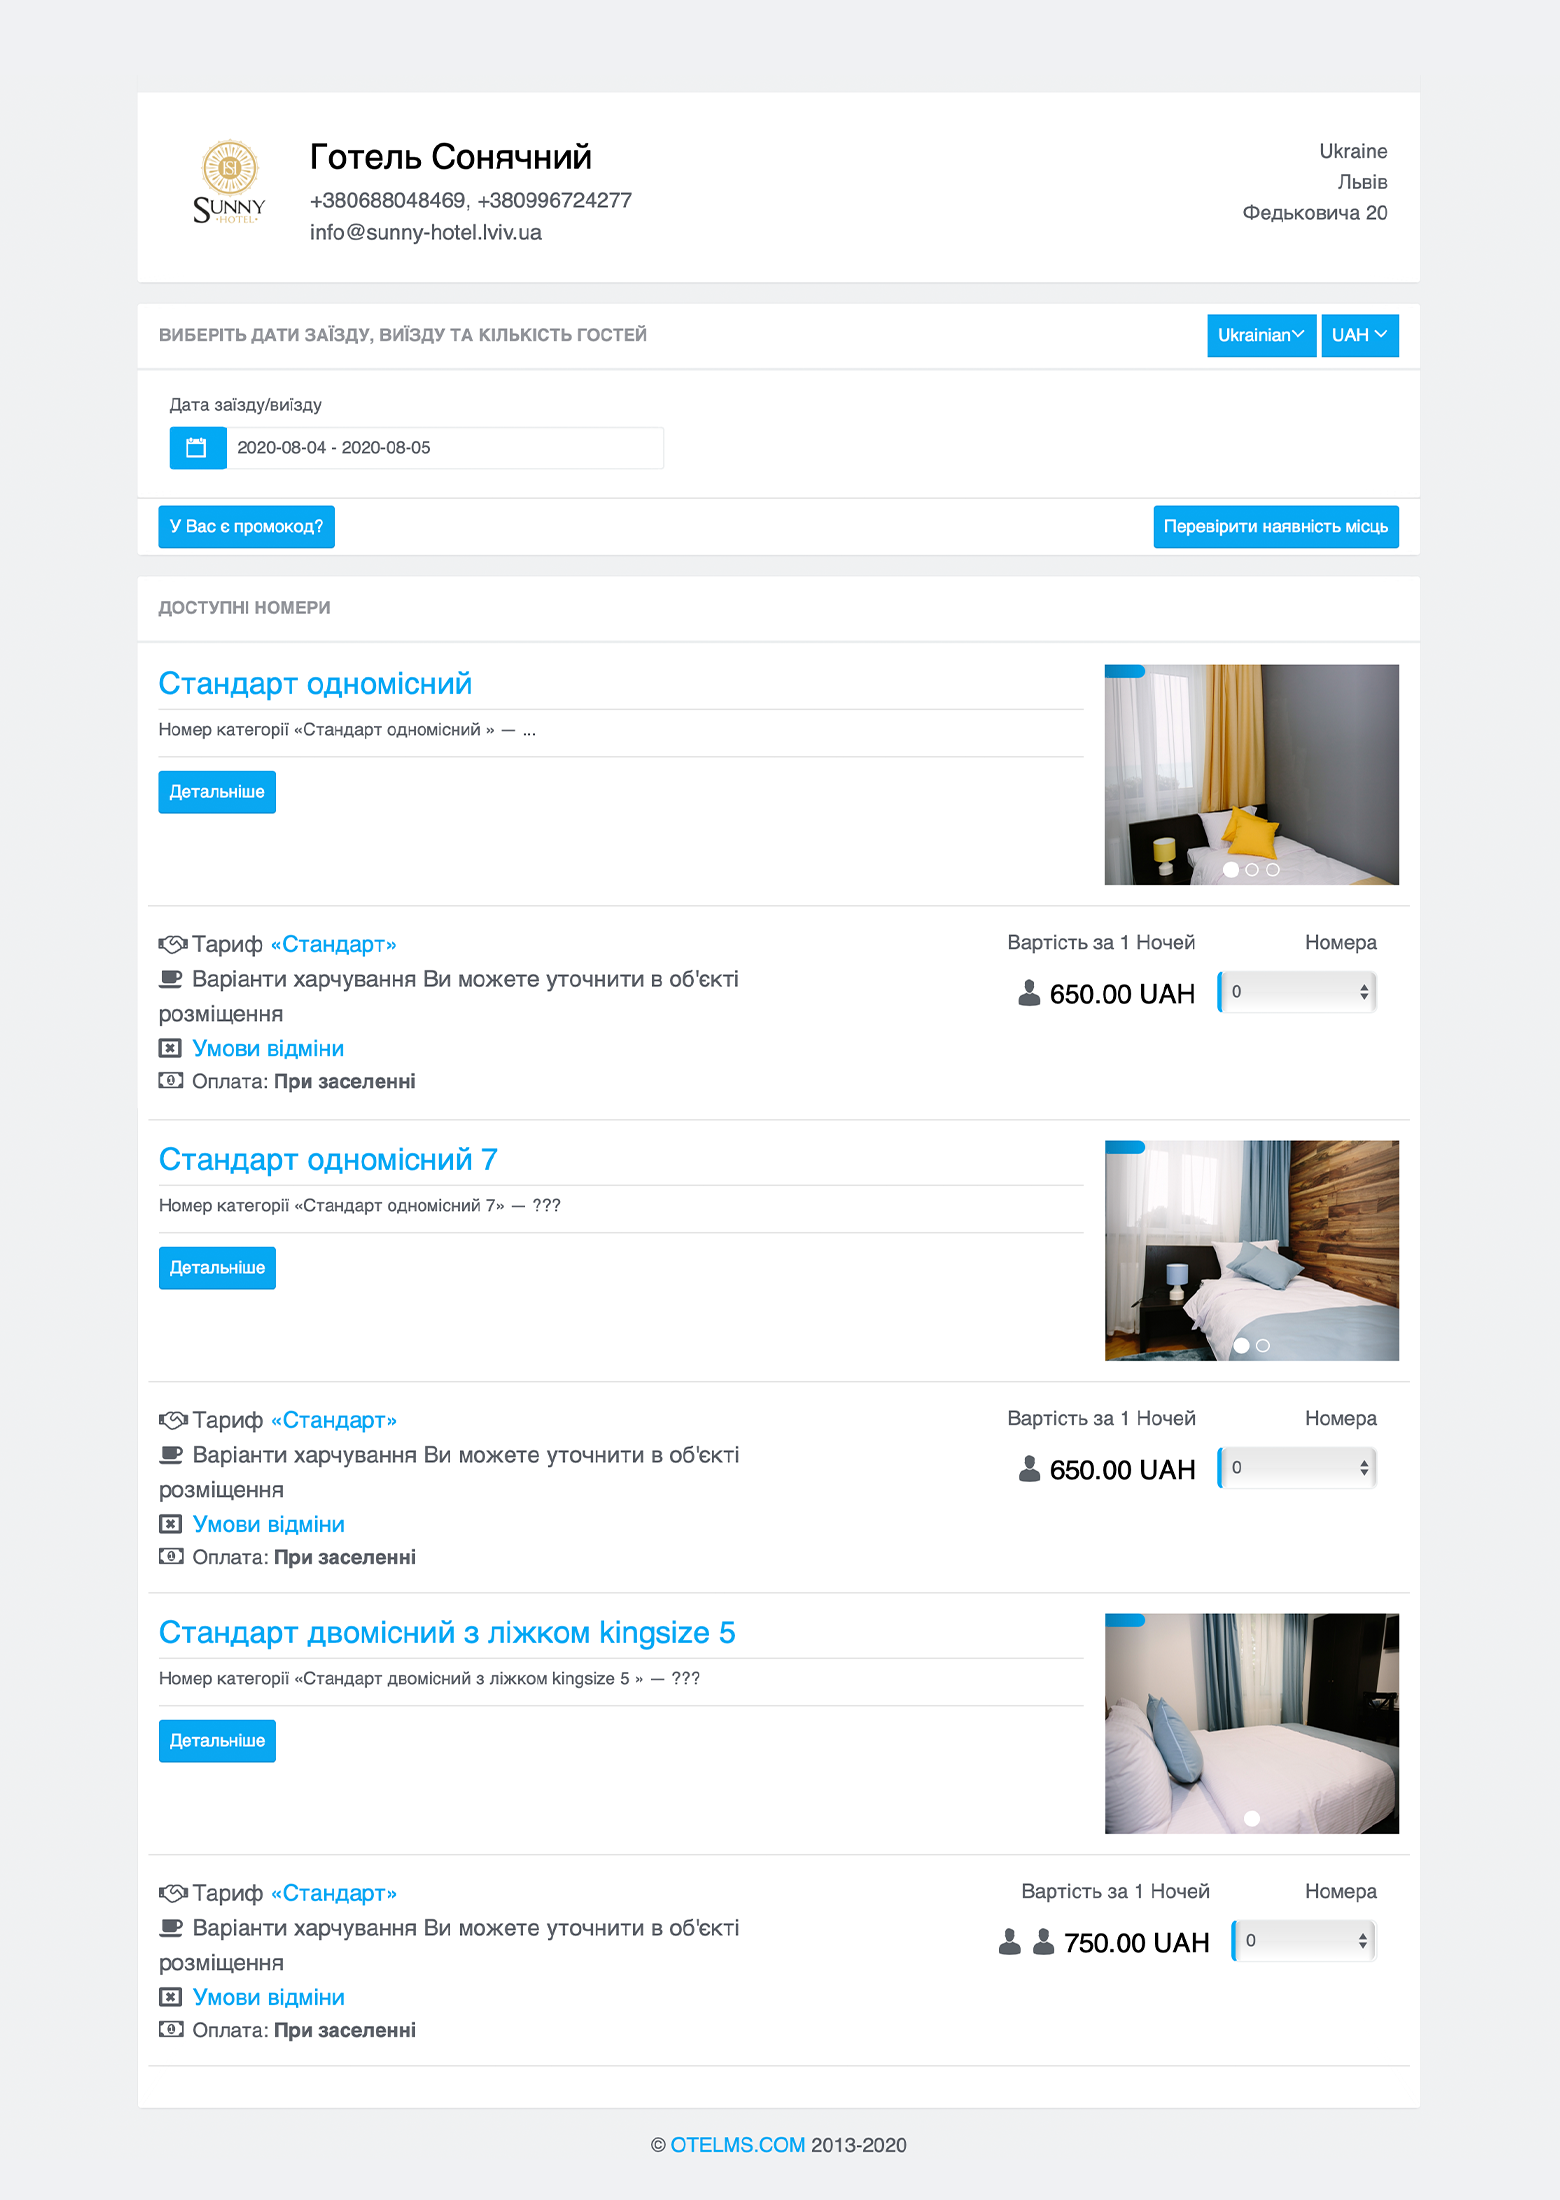 SUNNY
·HOTEL·
Готель Сонячний
+380688048469, +380996724277
info@sunny-hotel.lviv.ua
Ukraine
Львів
Федьковича 20
ВИБЕРІТЬ ДАТИ ЗАЇЗДУ, ВИЇЗДУ ТА КІЛЬКІСТЬ ГОСТЕЙ
Ukrainian
UAH
Дата заїзду/виїзду
2020-08-04 - 2020-08-05
У Вас є промокод?
Перевірити наявність місць
ДОСТУПНІ НОМЕРИ
Стандарт одномісний
Номер категорії «Стандарт одномісний » — ...
Детальніше
Тариф «Стандарт»
Варіанти харчування Ви можете уточнити в об'єкті
розміщення
Умови відміни
Оплата: При заселенні
Вартість за 1 Ночей
Номера
650.00 UAH
0
Стандарт одномісний 7
Номер категорії «Стандарт одномісний 7» — ???
Детальніше
Тариф «Стандарт»
Варіанти харчування Ви можете уточнити в об'єкті
розміщення
Умови відміни
Оплата: При заселенні
Вартість за 1 Ночей
Номера
650.00 UAH
0
Стандарт двомісний з ліжком kingsize 5
Номер категорії «Стандарт двомісний з ліжком kingsize 5 » — ???
Детальніше
Тариф «Стандарт»
Варіанти харчування Ви можете уточнити в об'єкті
розміщення
Умови відміни
Оплата: При заселенні
Вартість за 1 Ночей
Номера
750.00 UAH
0
© OTELMS.COM 2013-2020